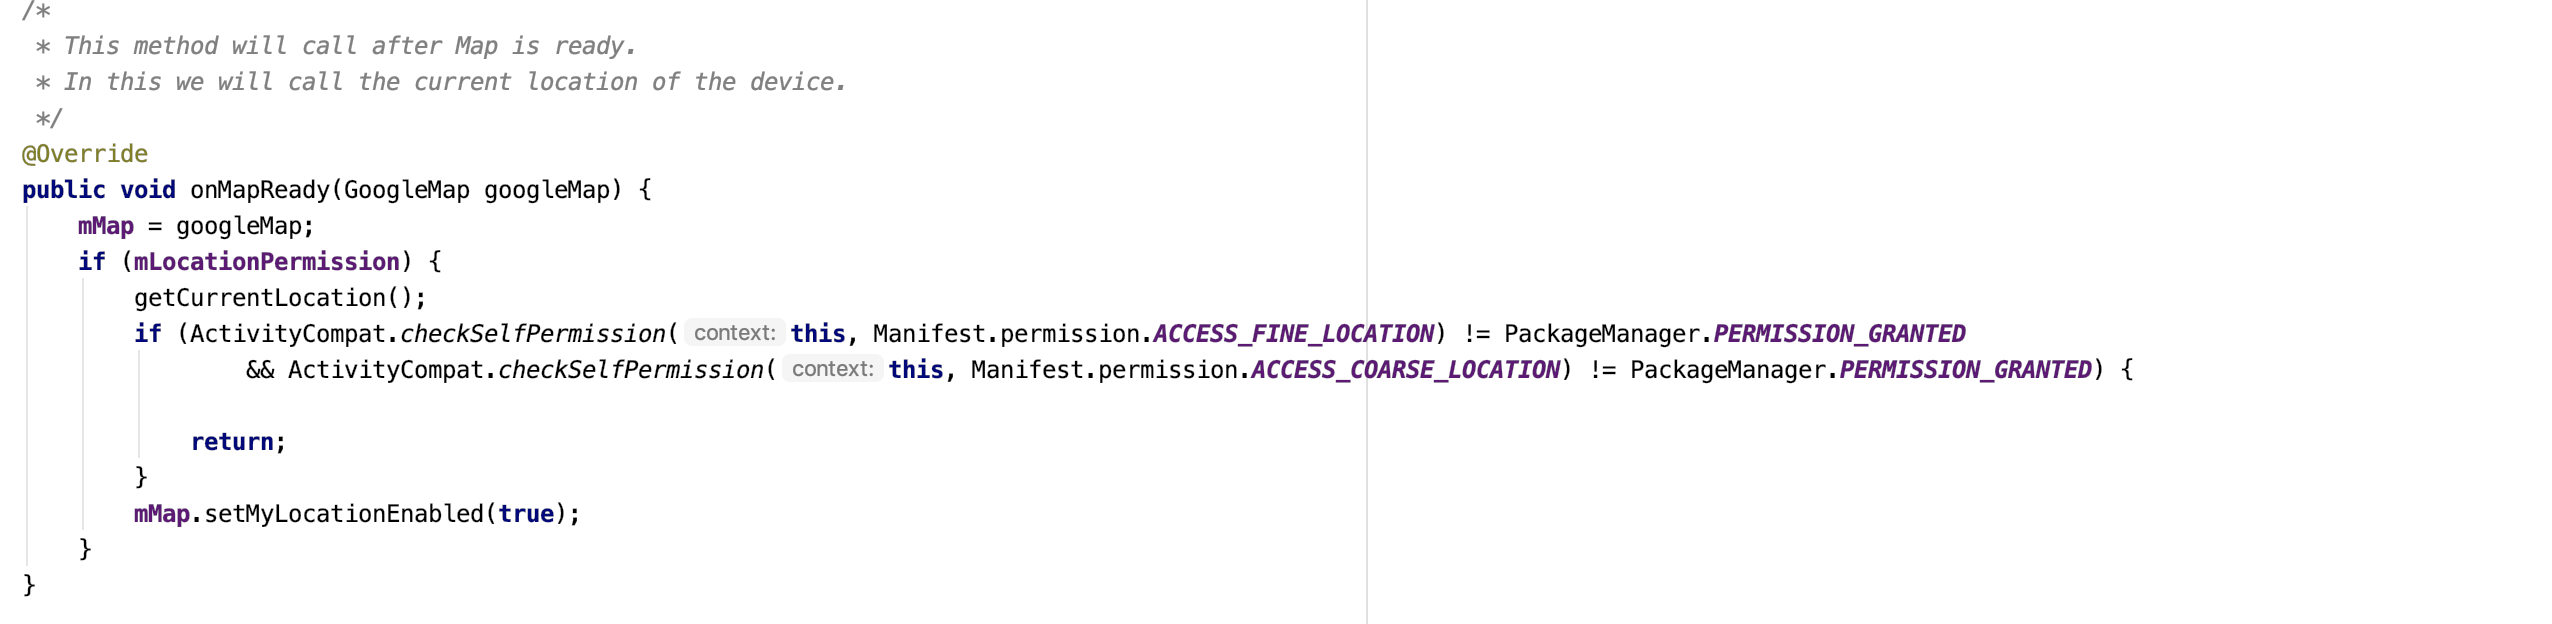 /*
* This method will call after Map is ready.
* In this we will call the current location of the device.
*/
@Override
public void onMapReady(GoogleMap googleMap) {
mMap = googleMap;
if (mLocationPermission) {
getCurrentLocation();
if (ActivityCompat.checkSelfPermission( context: this, Manifest.permission.ACCESS_FINE_LOCATION) != PackageManager.PERMISSION_GRANTED
&& ActivityCompat.checkSelfPermission( context: this, Manifest.permission.ACCESS_COARSE_LOCATION) != PackageManager.PERMISSION_GRANTED) {
return;
}
mMap.setMyLocationEnabled(true);
}
}